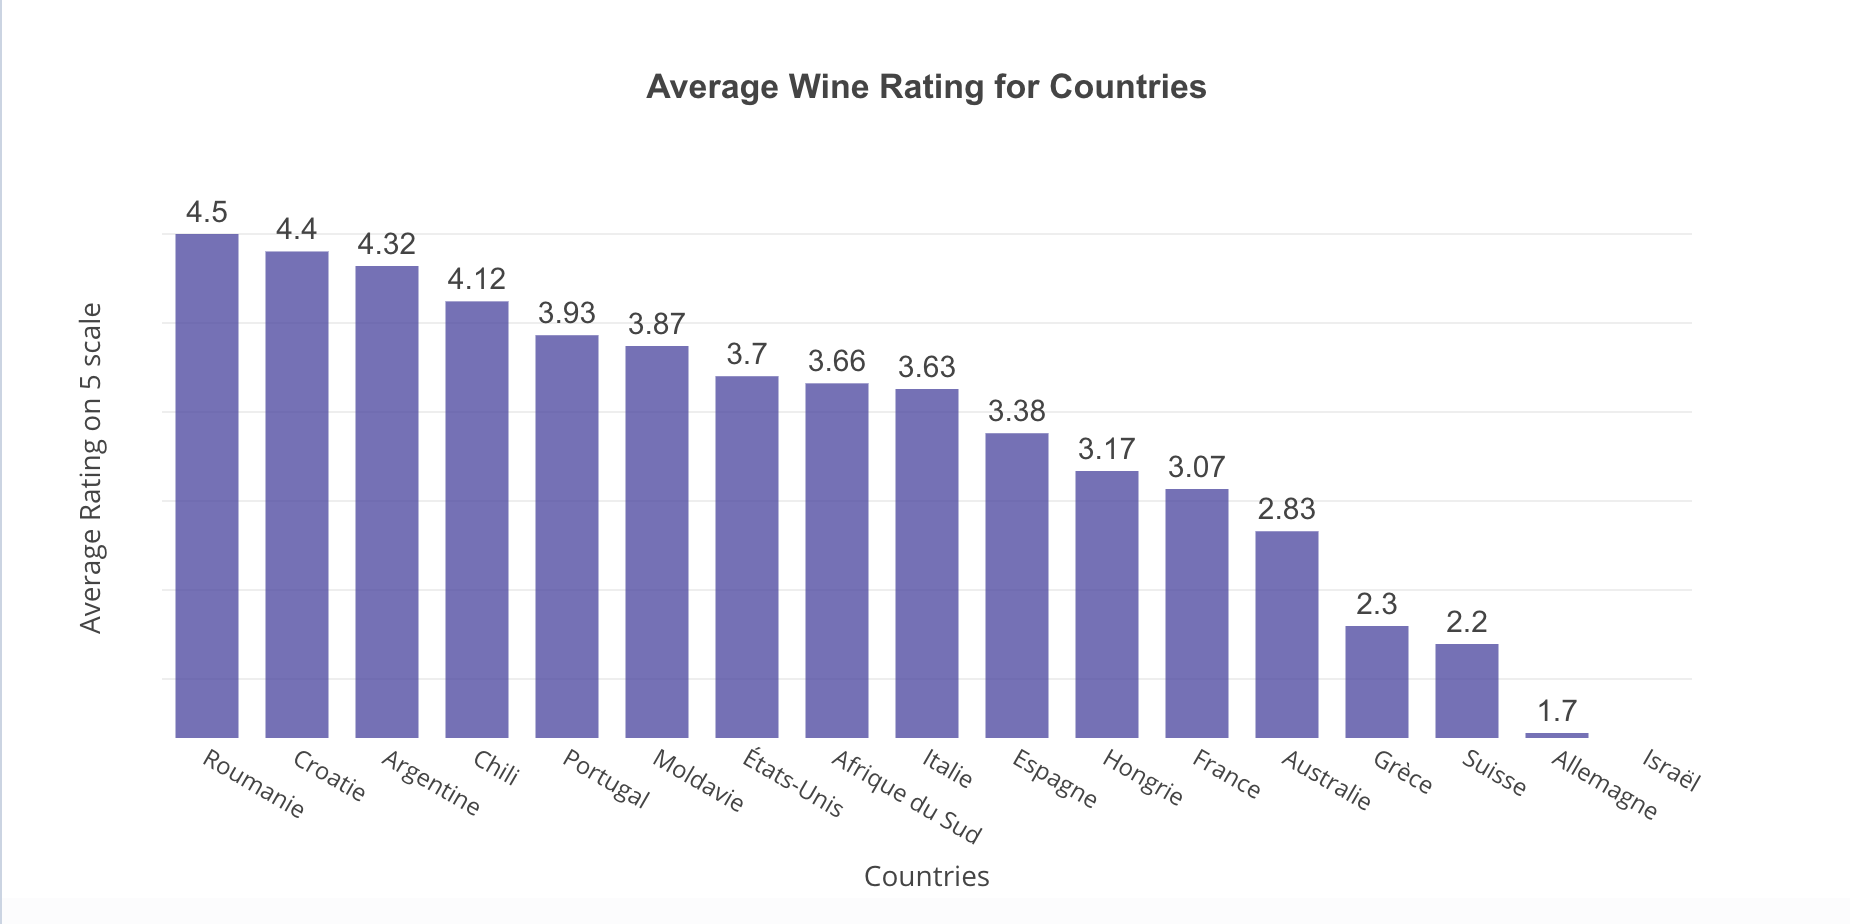 Average Wine Rating for Countries
4.5
4.4
4.32
4.12
3.93
3.87
3.7
3.66
3.63
3.38
3.17
3.07
2.83
2.3
2.2
1.7
Average Rating on 5 scale
Roumanie
Croatie
Argentine
Chili
Portugal
Moldavie
États-Unis
Afrique du Sud
Italie
Espagne
Hongrie
France
Australie
Grèce
Suisse
Allemagne
Israël
Countries